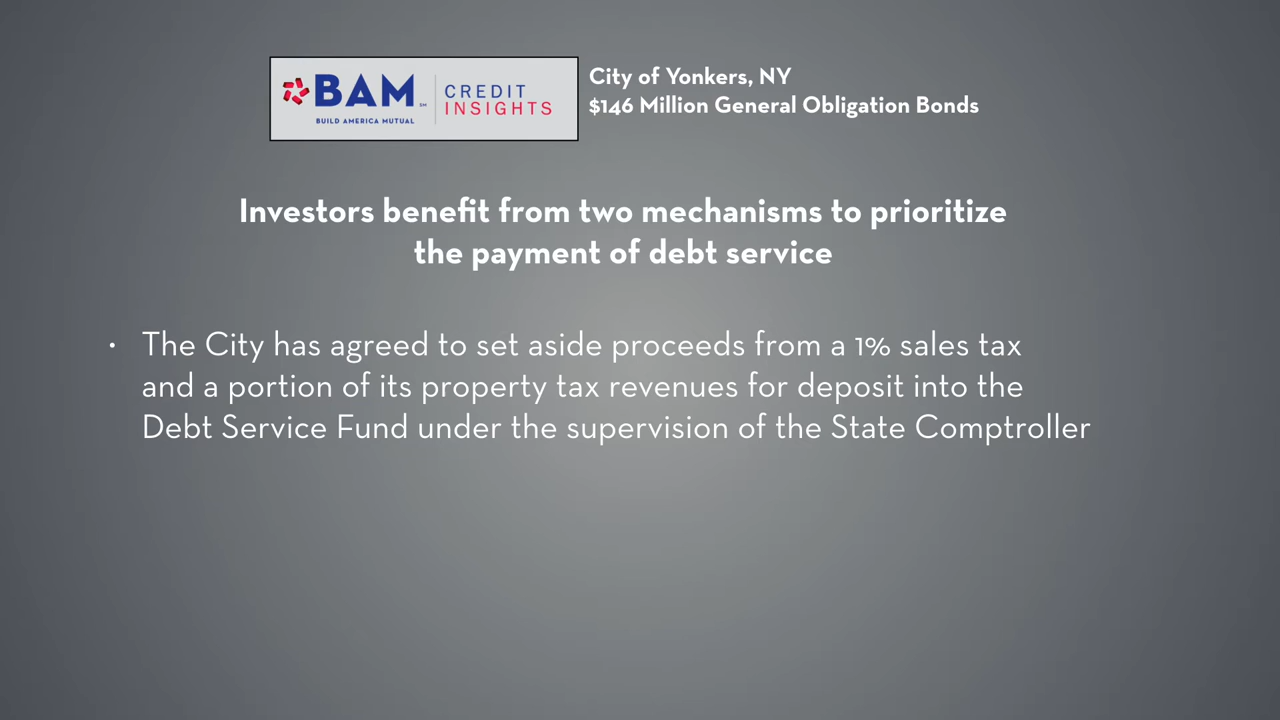 BAM SM
BUILD AMERICA MUTUAL
CREDIT
INSIGHTS
City of Yonkers, NY
$146 Million General Obligation Bonds
Investors benefit from two mechanisms to prioritize
the payment of debt service
• The City has agreed to set aside proceeds from a 1% sales tax
and a portion of its property tax revenues for deposit into the
Debt Service Fund under the supervision of the State Comptroller